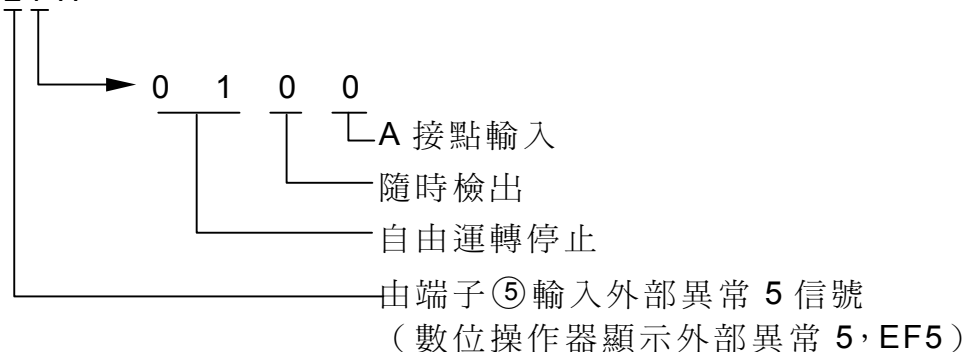 0 1 0 0
A 接點輸入
隨時檢出
自由運轉停止
由端子⑤輸入外部異常 5 信號
（數位操作器顯示外部異常 5，EF5）